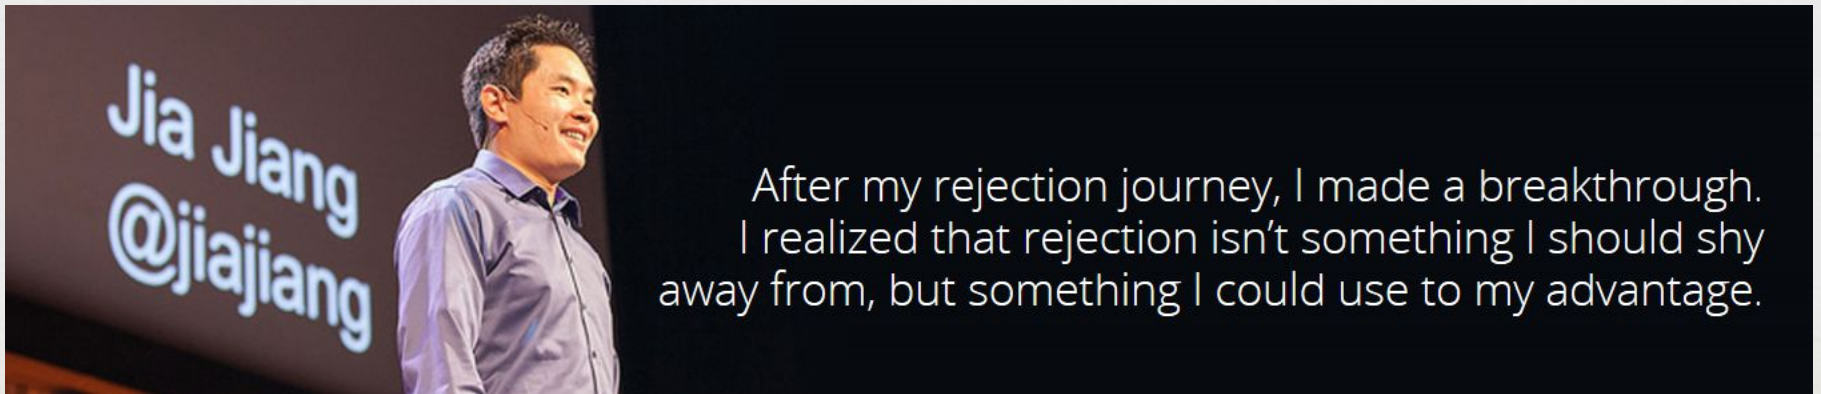 Jia Jiang
@jiajiang
After my rejection journey, I made a breakthrough.
I realized that rejection isn’t something I should shy
away from, but something I could use to my advantage.